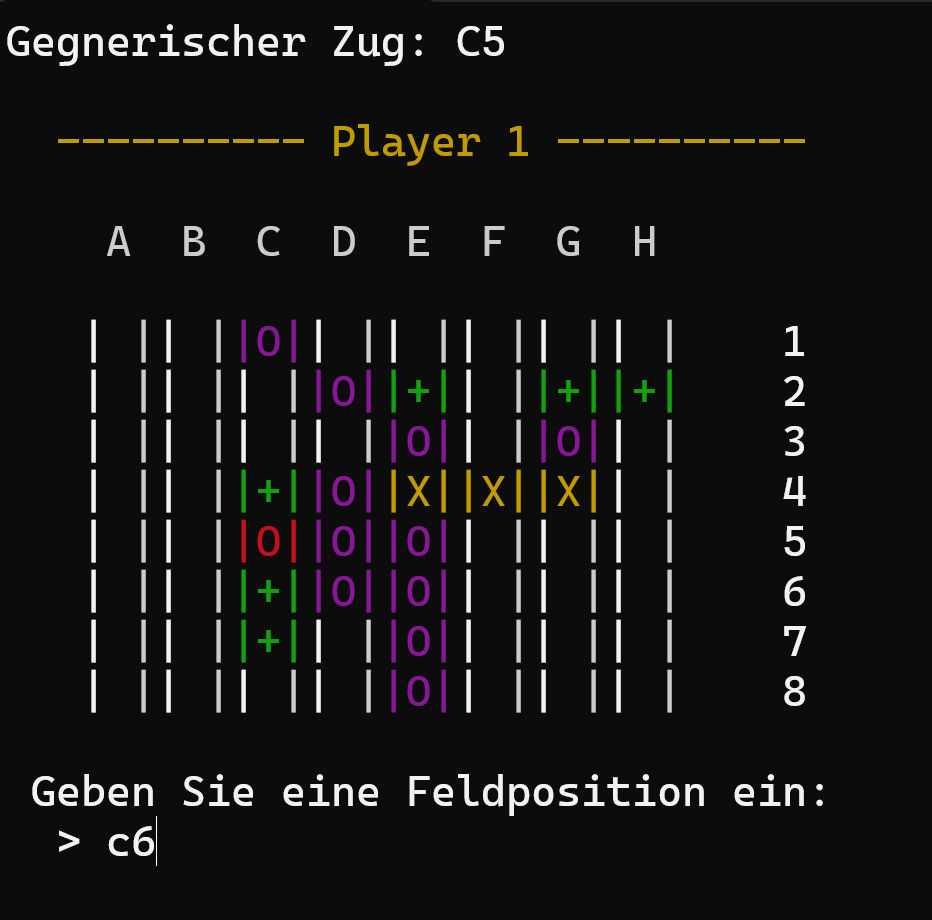 Gegnerischer Zug: C5
---------- Player 1 ----------
A B C D E F G H
| || ||O|| || || || || | 1
| || || ||O||+|| ||+||+| 2
| || || || ||O|| ||O|| | 3
| || ||+||O||X||X||X|| | 4
| || ||O||O||O|| || || | 5
| || ||+||O||O|| || || | 6
| || ||+|| ||O|| || || | 7
| || || || ||O|| || || | 8
Geben Sie eine Feldposition ein:
> c6